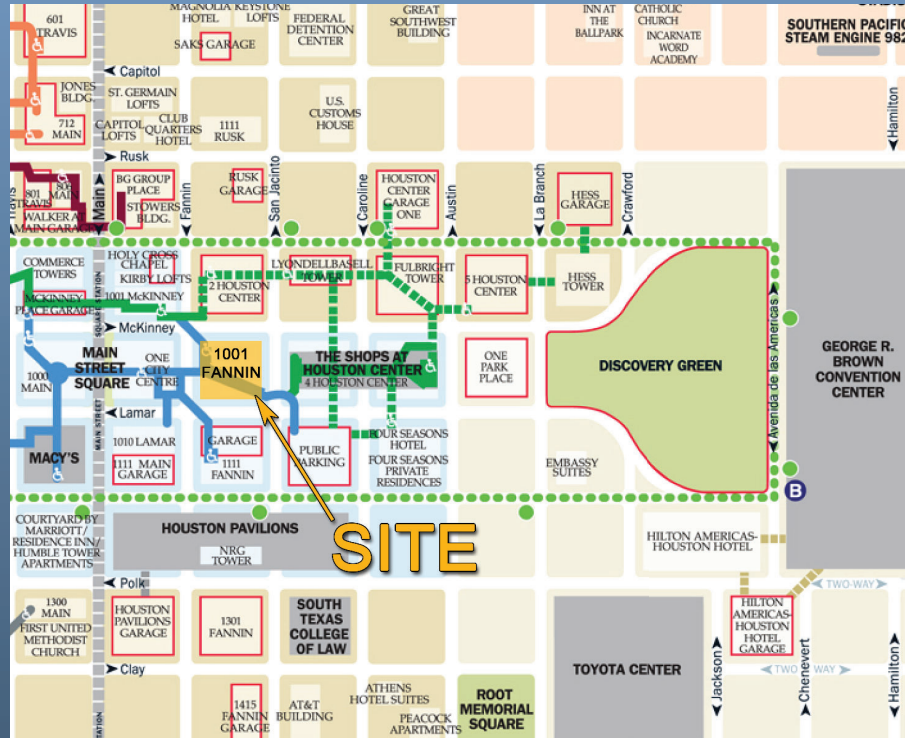 601
TRAVIS
MAGNOLIA
HOTEL
KEYSTONE
LOFTS
SAKS GARAGE
FEDERAL
DETENTION
CENTER
GREAT
SOUTHWEST
BUILDING
INN AT
THE
BALLPARK
CATHOLIC
CHURCH
INCARNATE
WORD
ACADEMY
SOUTHERN PACIFIC
STEAM ENGINE 982
Capitol
JONES
BLDG.
712
MAIN
ST. GERMAIN
LOFTS
CAPITOL
LOFTS
CLUB
QUARTERS
HOTEL
1111
RUSK
U.S.
CUSTOMS
HOUSE
Hamilton
Rusk
801
TRAVIS
806
MAIN
WALKER AT
MAIN GARAGE
Travis
Main
BG GROUP
PLACE
STOWERS
BLDG.
Fannin
RUSK
GARAGE
San Jacinto
Caroline
HOUSTON
CENTER
GARAGE
ONE
Austin
La Branch
HESS
GARAGE
Crawford
COMMERCE
TOWERS
MCKINNEY
PLACE GARAGE
HOLY CROSS
CHAPEL
KIRBY LOFTS
1001 MCKINNEY
2 HOUSTON
CENTER
LYONDELLBASELL
TOWER
FULBRIGHT
TOWER
5 HOUSTON
CENTER
HESS
TOWER
McKinney
MAIN STREET
SQUARE STATION
MAIN
STREET
SQUARE
1000
MAIN
ONE
CITY
CENTRE
1001
FANNIN
THE SHOPS AT
HOUSTON CENTER
4 HOUSTON CENTER
ONE
PARK
PLACE
DISCOVERY GREEN
Avenida de las Americas
GEORGE R.
BROWN
CONVENTION
CENTER
Lamar
MACY'S
1010 LAMAR
1111 MAIN
GARAGE
GARAGE
1111
FANNIN
PUBLIC
PARKING
FOUR SEASONS
HOTEL
FOUR SEASONS
PRIVATE
RESIDENCES
EMBASSY
SUITES
B
COURTYARD BY
MARRIOTT/
RESIDENCE INN/
HUMBLE TOWER
APARTMENTS
HOUSTON PAVILIONS
NRG
TOWER
SITE
HILTON AMERICAS-
HOUSTON HOTEL
Polk
TWO-WAY
1300
MAIN
FIRST UNITED
METHODIST
CHURCH
HOUSTON
PAVILIONS
GARAGE
1301
FANNIN
SOUTH
TEXAS
COLLEGE
OF LAW
TOYOTA CENTER
HILTON
AMERICAS-
HOUSTON
HOTEL
GARAGE
Jackson
Chenevert
Hamilton
TWO WAY
Clay
1415
FANNIN
GARAGE
AT&T
BUILDING
ATHENS
HOTEL SUITES
PEACOCK
APARTMENTS
ROOT
MEMORIAL
SQUARE